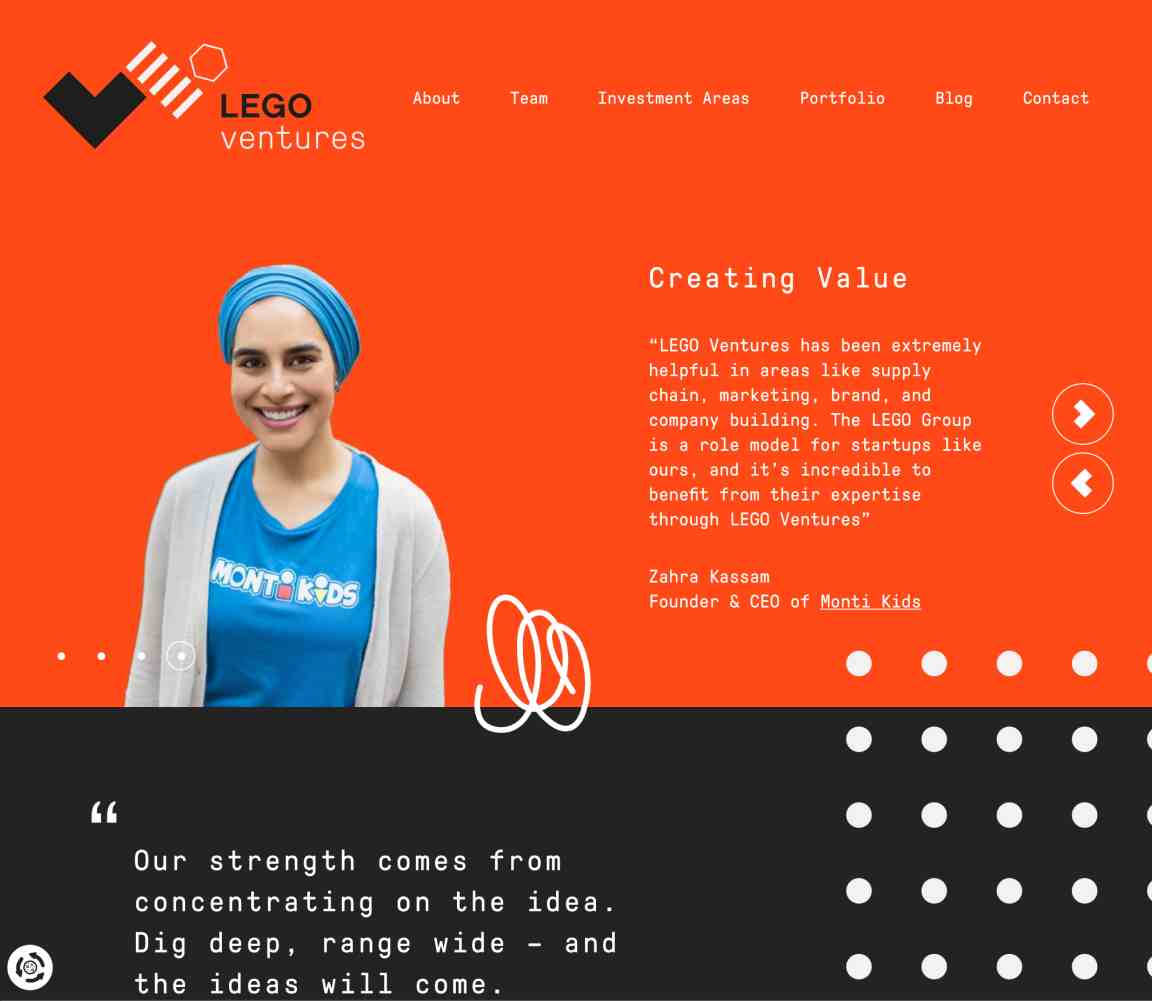 LEGO
ventures
About
Team
Investment Areas
Portfolio
Blog
Contact
Creating Value
“LEGO Ventures has been extremely
helpful in areas like supply
chain, marketing, brand, and
company building. The LEGO Group
is a role model for startups like
ours, and it’s incredible to
benefit from their expertise
through LEGO Ventures”
Zahra Kassam
Founder & CEO of Monti Kids
MONTI KIDS
“
Our strength comes from
concentrating on the idea.
Dig deep, range wide – and
the ideas will come.